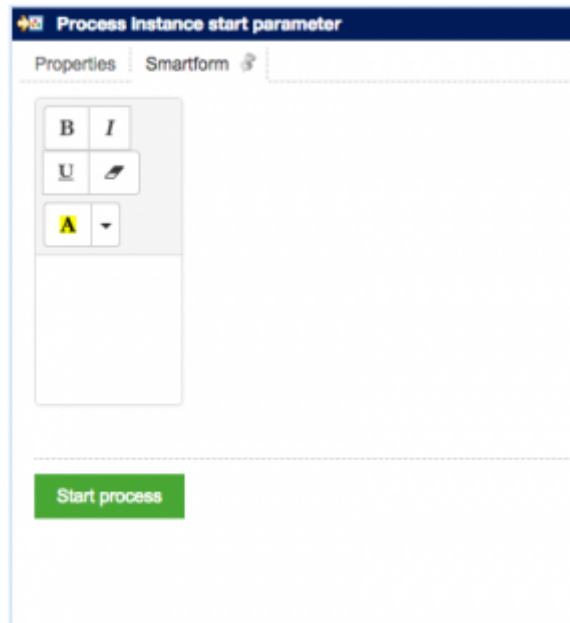 Process Instance start parameter
Properties Smartform
B I
U
A
Start process